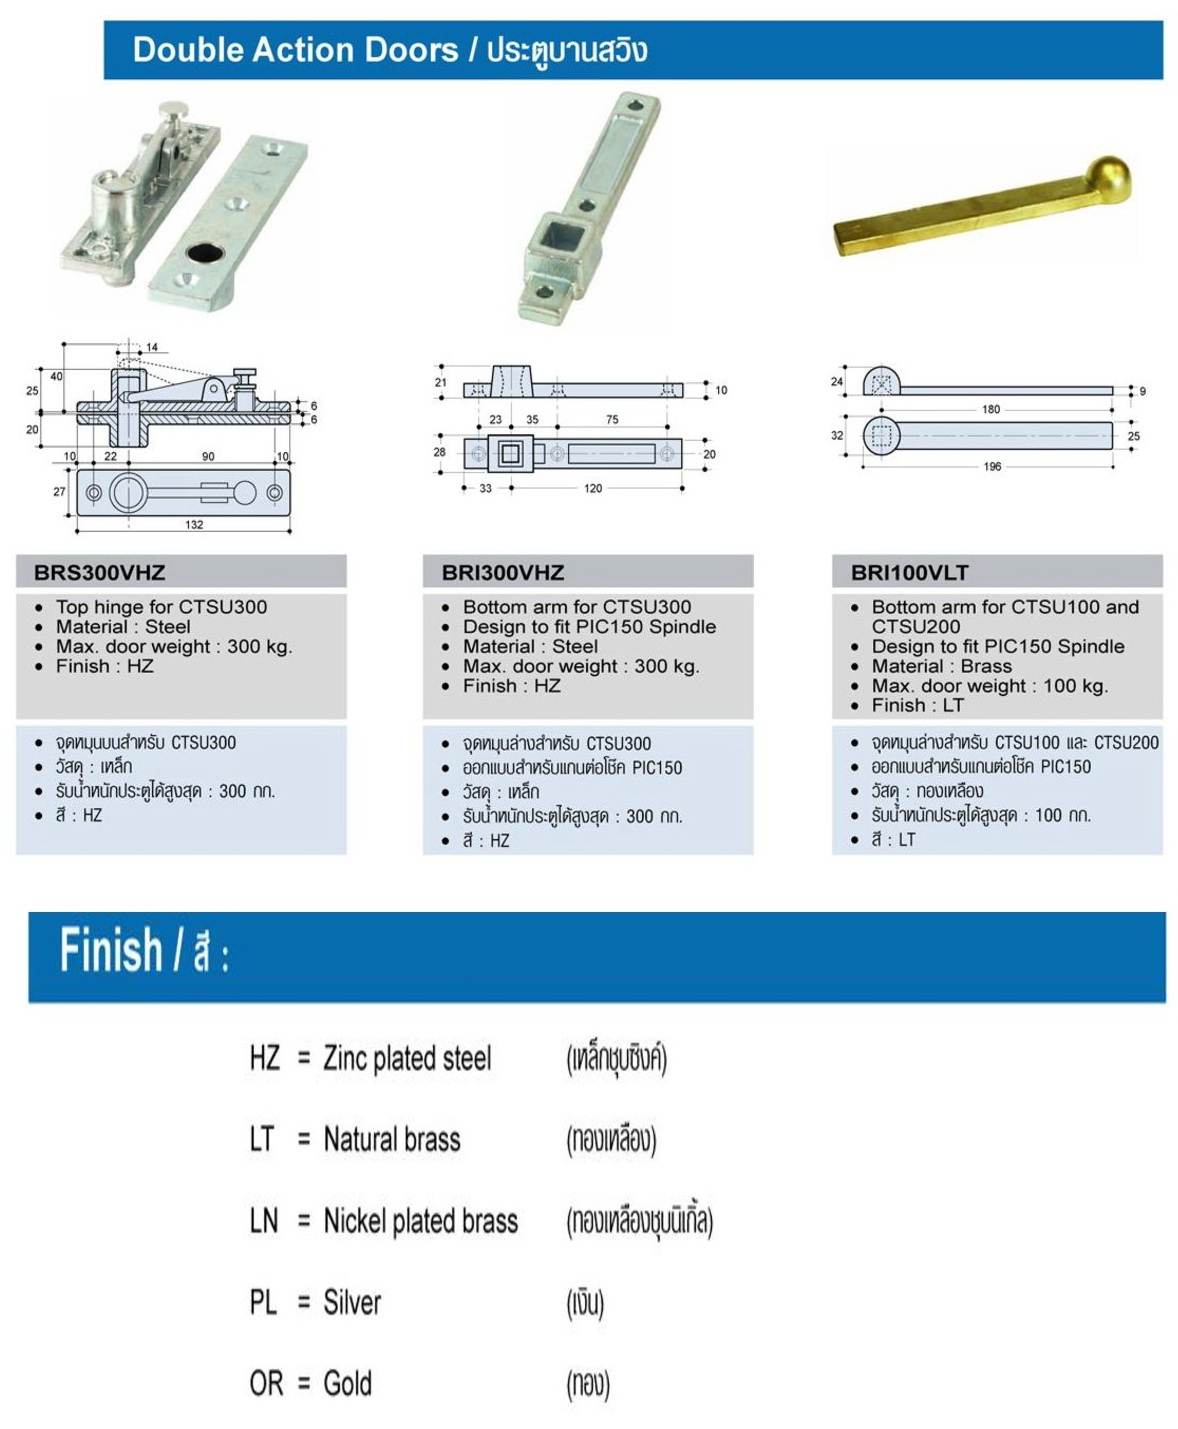 Double Action Doors / ประตูบานสวิง
14
40
25
20
6
6
10 22 90 10
27
132
21
10
23 35 75
28
20
33 120
24
9
180
32
25
196
BRS300VHZ
• Top hinge for CTSU300
• Material : Steel
• Max. door weight : 300 kg.
• Finish : HZ
• จุดหมุนบนสำหรับ CTSU300
• วัสดุ : เหล็ก
• รับน้ำหนักประตูได้สูงสุด : 300 กก.
• สี : HZ
BRI300VHZ
• Bottom arm for CTSU300
• Design to fit PIC150 Spindle
• Material : Steel
• Max. door weight : 300 kg.
• Finish : HZ
• จุดหมุนล่างสำหรับ CTSU300
• ออกแบบสำหรับแกนต่อโช๊ค PIC150
• วัสดุ : เหล็ก
• รับน้ำหนักประตูได้สูงสุด : 300 กก.
• สี : HZ
BRI100VLT
• Bottom arm for CTSU100 and
CTSU200
• Design to fit PIC150 Spindle
• Material : Brass
• Max. door weight : 100 kg.
• Finish : LT
• จุดหมุนล่างสำหรับ CTSU100 และ CTSU200
• ออกแบบสำหรับแกนต่อโช๊ค PIC150
• วัสดุ : ทองเหลือง
• รับน้ำหนักประตูได้สูงสุด : 100 กก.
• สี : LT
Finish / สี :
HZ = Zinc plated steel (เหล็กชุบซิงค์)
LT = Natural brass (ทองเหลือง)
LN = Nickel plated brass (ทองเหลืองชุบนิเกิ้ล)
PL = Silver (เงิน)
OR = Gold (ทอง)